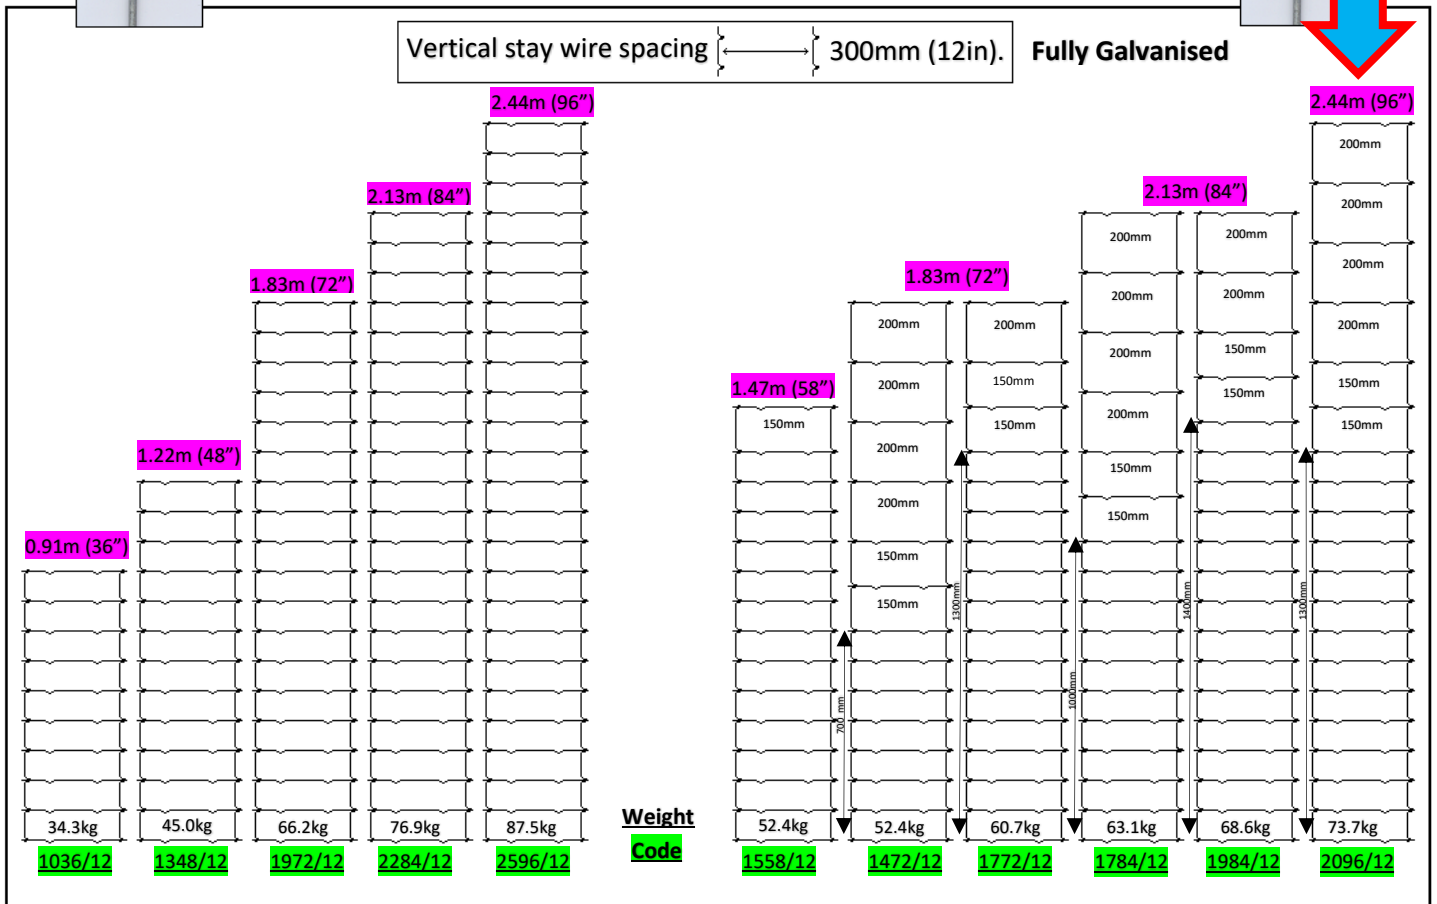 Vertical stay wire spacing 300mm (12in). Fully Galvanised
2.44m (96”) 2.44m (96”)
200mm
2.13m (84”) 2.13m (84”)
200mm
200mm 200mm
1.83m (72”) 1.83m (72”)
200mm
200mm 200mm
200mm 200mm 200mm
200mm 150mm
1.47m (58”) 200mm 150mm 150mm
150mm 150mm
150mm 150mm 200mm 150mm
1.22m (48”) 200mm
150mm
200mm
150mm
0.91m (36”) 150mm
150mm
1300mm 1400mm 1300mm
700 mm 1000mm
34.3kg 45.0kg 66.2kg 76.9kg 87.5kg Weight 52.4kg 52.4kg 60.7kg 63.1kg 68.6kg 73.7kg
1036/12 1348/12 1972/12 2284/12 2596/12 Code 1558/12 1472/12 1772/12 1784/12 1984/12 2096/12